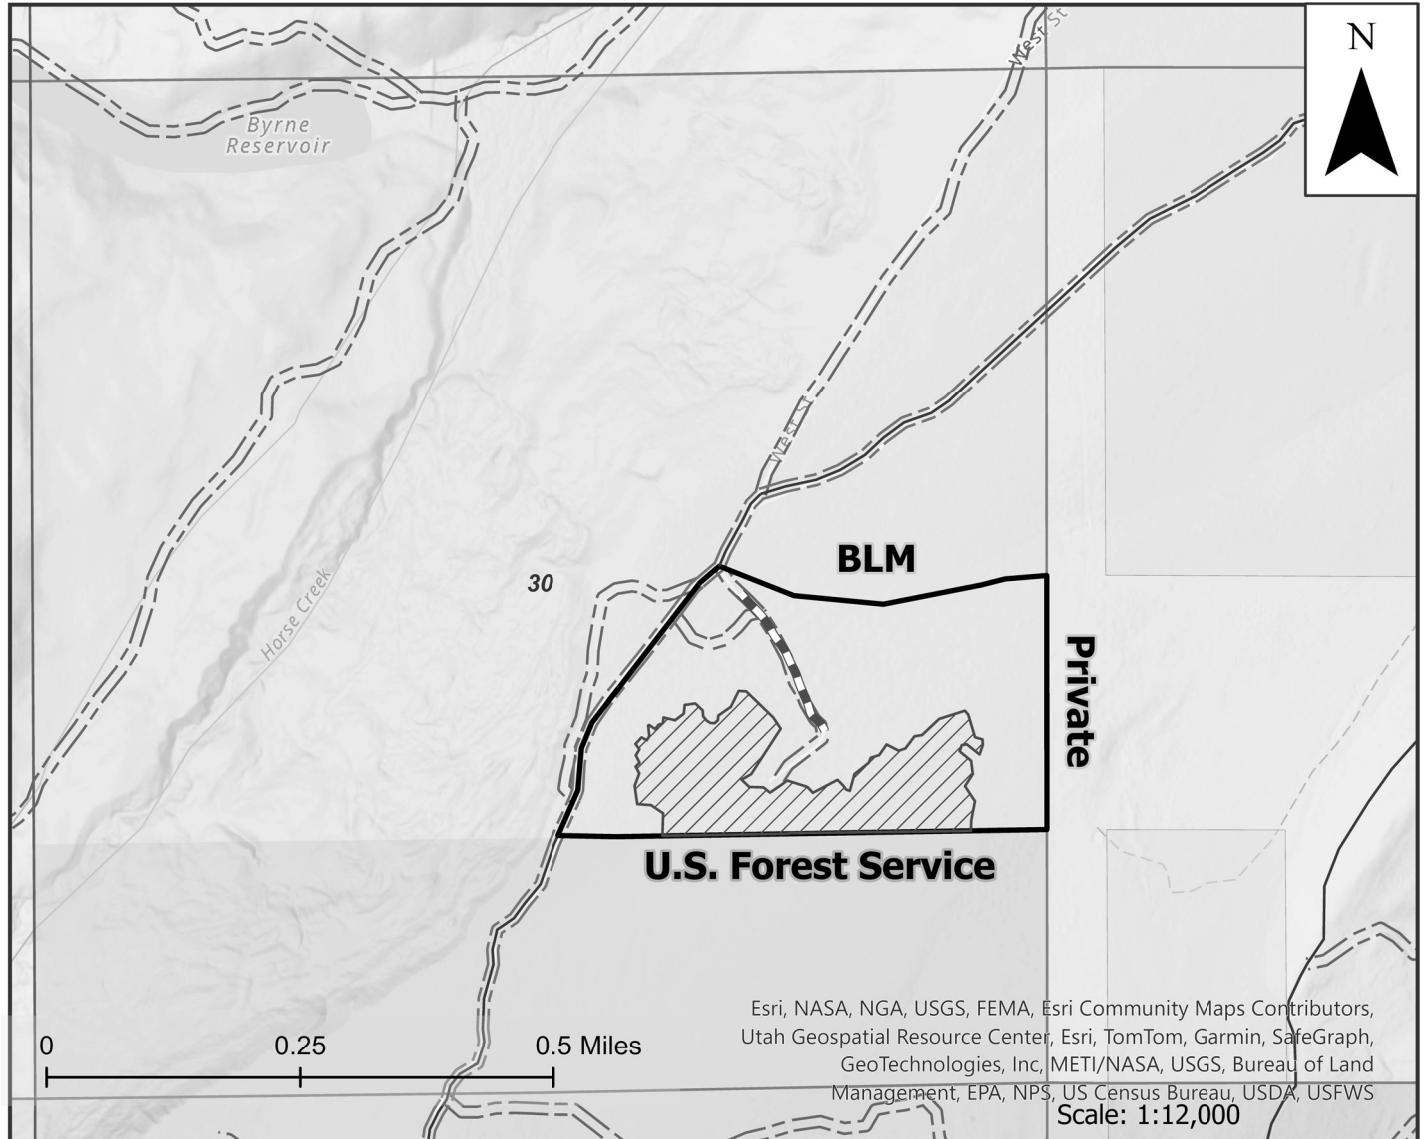 N
West St
Byrne
Reservoir
West St
BLM
30
Horse Creek
Private
U.S. Forest Service
Esri, NASA, NGA, USGS, FEMA, Esri Community Maps Contributors,
Utah Geospatial Resource Center, Esri, TomTom, Garmin, SafeGraph,
GeoTechnologies, Inc, METI/NASA, USGS, Bureau of Land
Management, EPA, NPS, US Census Bureau, USDA, USFWS
0 0.25 0.5 Miles
Scale: 1:12,000